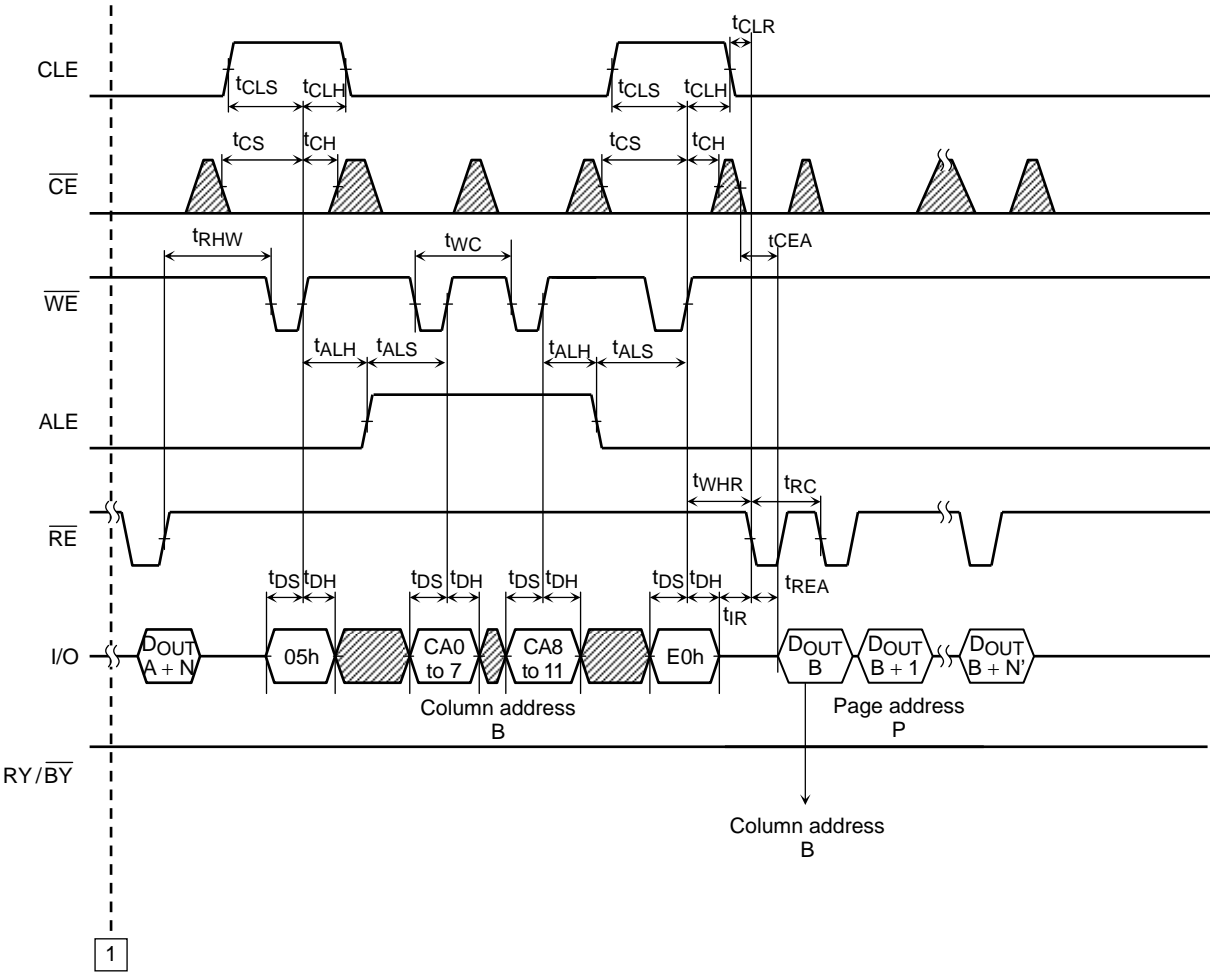 tCLR
CLE
tCLS
tCLH
tCLS
tCLH
tCS
tCH
tCS
tCH
CE
tRHW
tWC
tCEA
WE
tALH
tALS
tALH
tALS
ALE
tWHR
tRC
RE
tDS
tDH
tDS
tDH
tDS
tDH
tDS
tDH
tIR
tREA
I/O
DOUT
A + N
05h
CA0
to 7
CA8
to 11
E0h
DOUT
B
DOUT
B + 1
DOUT
B + N’
Column address
B
Page address
P
RY/BY
Column address
B
1